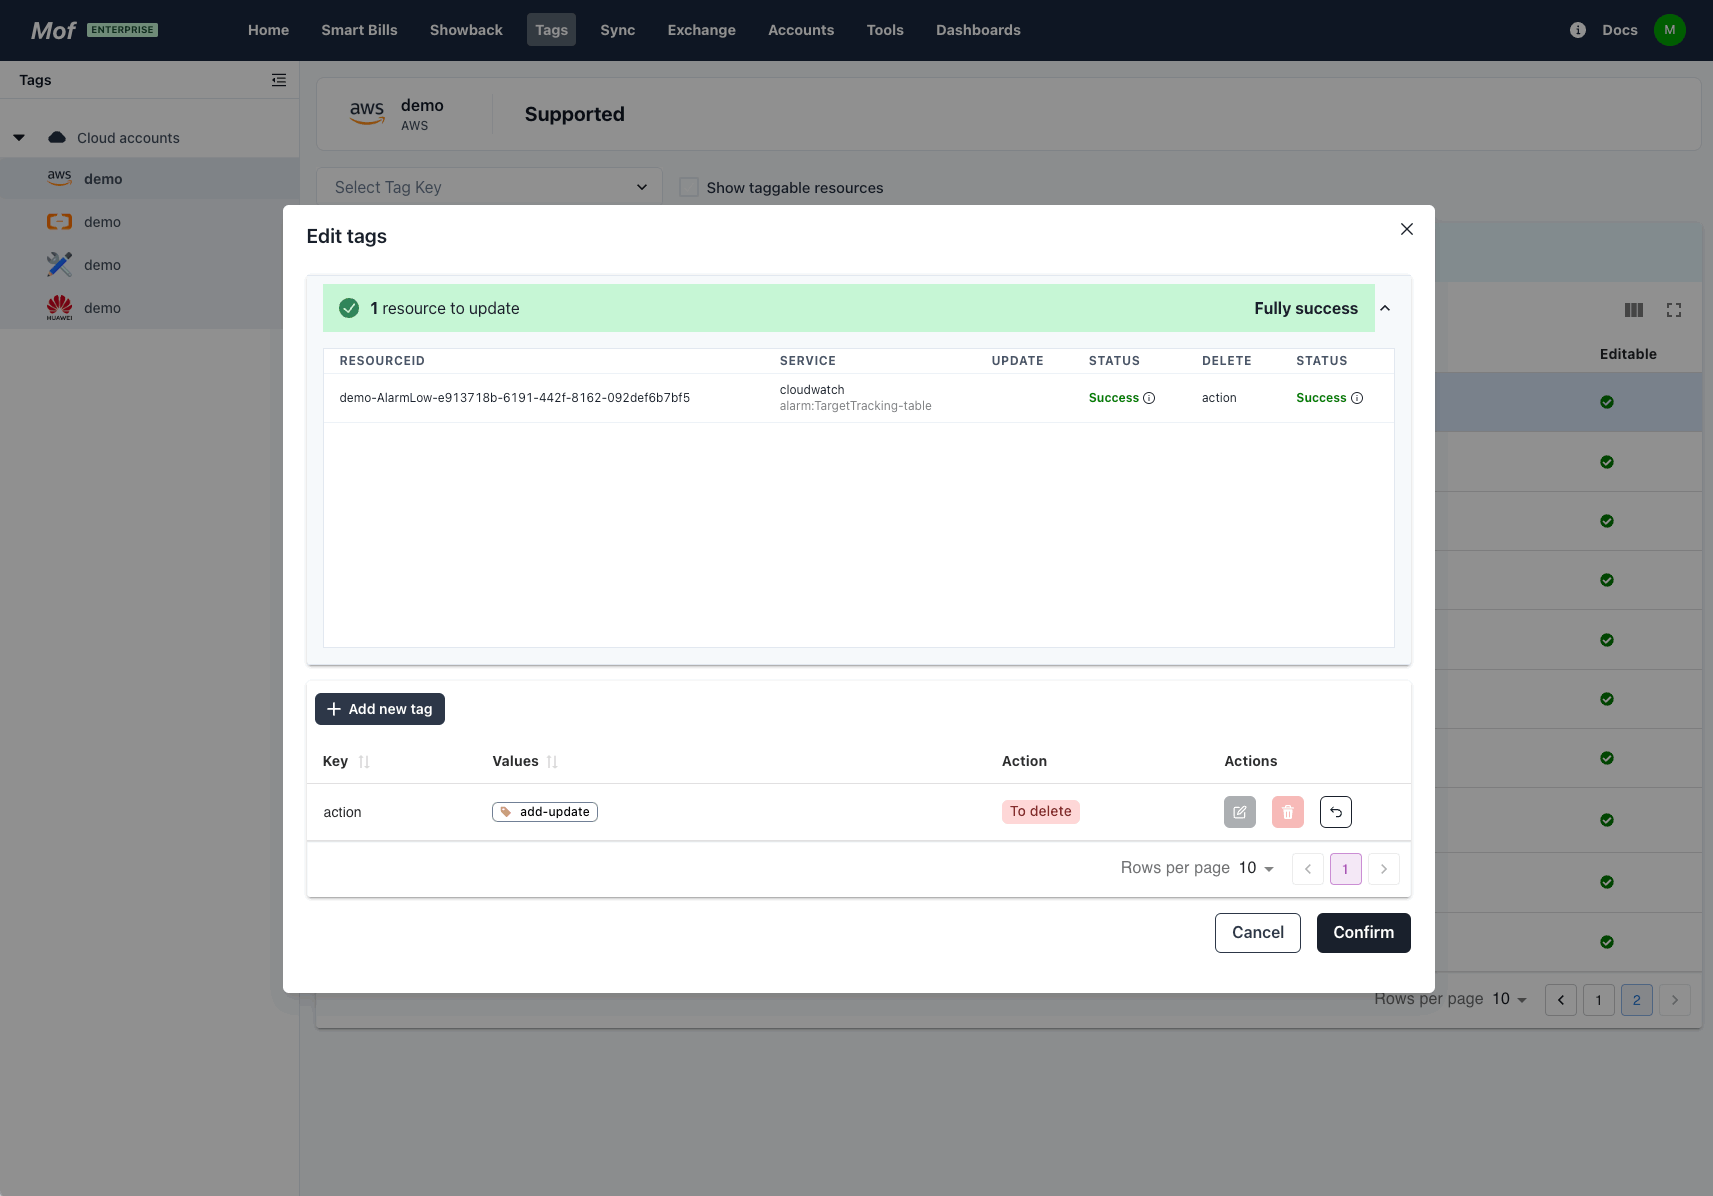 Mof ENTERPRISE
Home Smart Bills Showback Tags Sync Exchange Accounts Tools Dashboards
Docs M
Tags
aws demo
AWS
Supported
Cloud accounts
Select Tag Key
Show taggable resources
aws demo
demo
demo
HUAWEI demo
Editable
Edit tags
1 resource to update
Fully success
RESOURCEID SERVICE UPDATE STATUS DELETE STATUS
demo-AlarmLow-e913718b-6191-442f-8162-092def6b7bf5 cloudwatch Success action Success
alarm:TargetTracking-table
Add new tag
Key Values Action Actions
action add-update To delete
Rows per page 10 1
Cancel Confirm
Rows per page 10 1 2